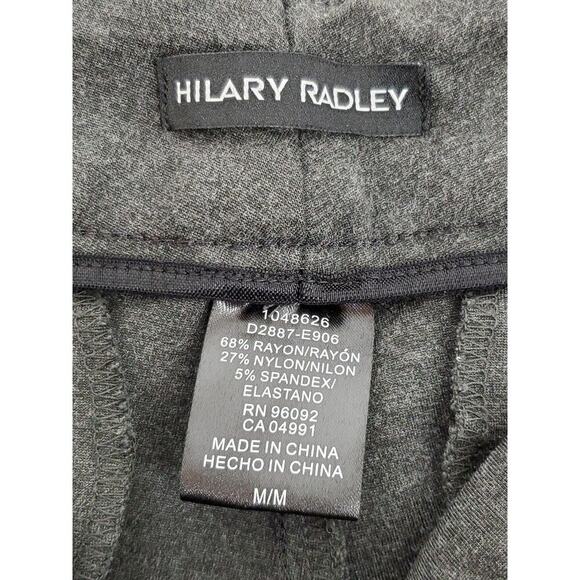 HILARY RADLEY
1048626
D2887-E906
68% RAYON/RAYÓN
27% NYLON/NILON
5% SPANDEX/
ELASTANO
RN 96092
CA 04991
MADE IN CHINA
HECHO IN CHINA
M/M